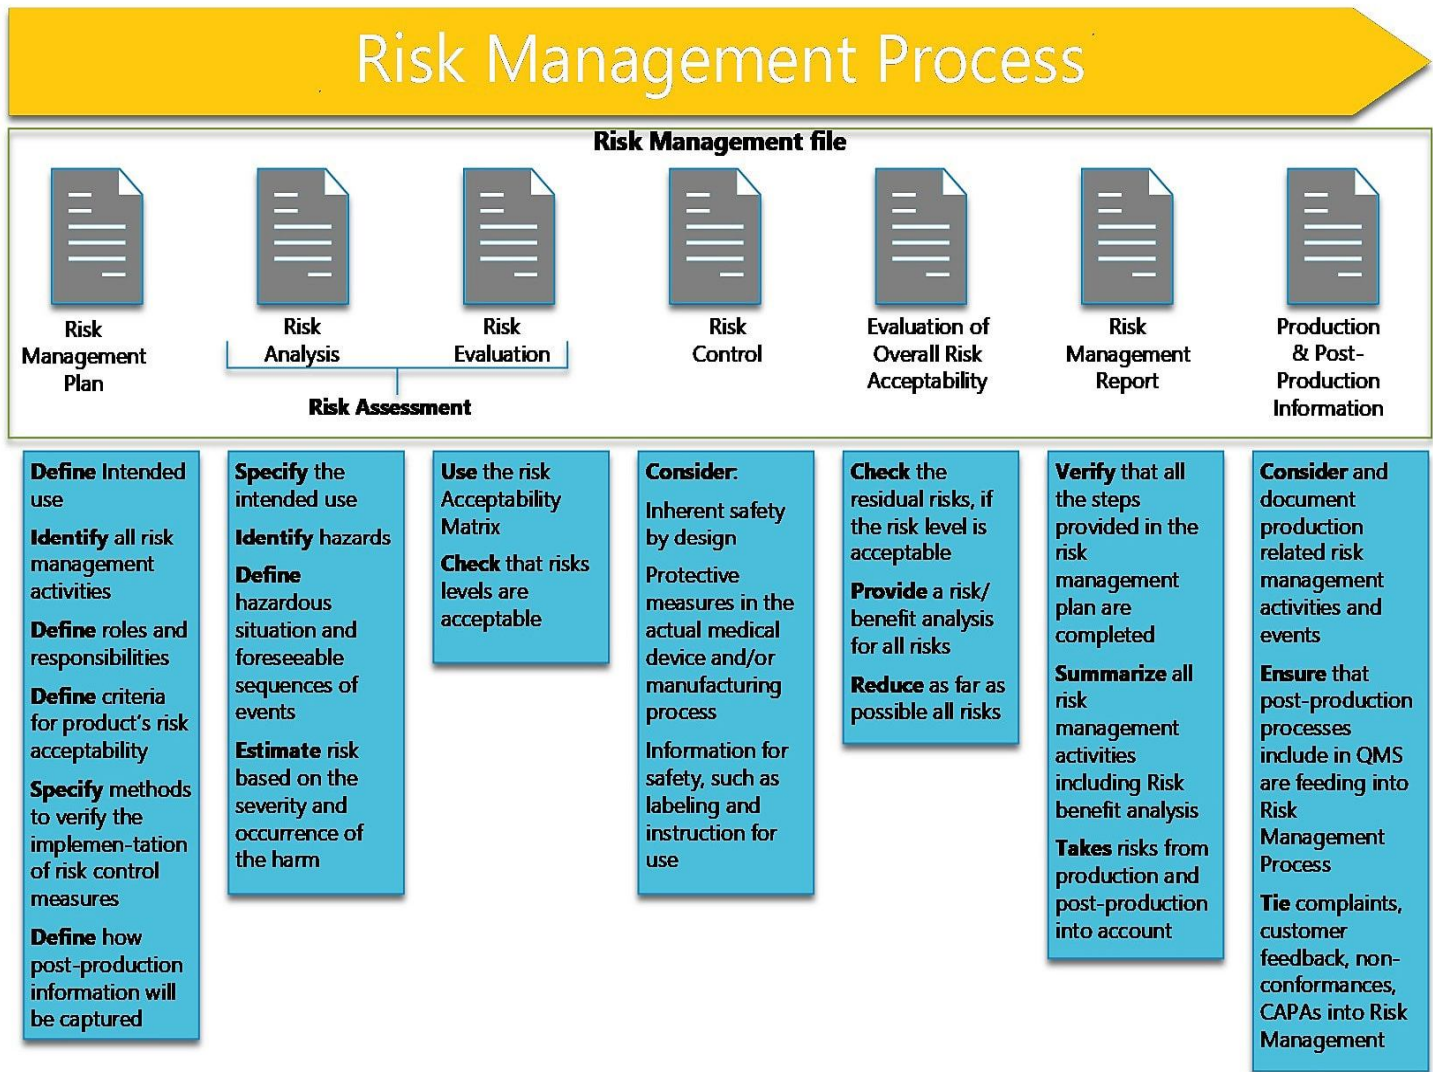 Risk Management Process
Risk Management file
Risk
Management
Plan
Risk
Analysis
Risk
Evaluation
Risk Assessment
Risk
Control
Evaluation of
Overall Risk
Acceptability
Risk
Management
Report
Production
& Post-
Production
Information
Define Intended
use
Identify all risk
management
activities
Define roles and
responsibilities
Define criteria
for product's risk
acceptability
Specify methods
to verify the
implemen-tation
of risk control
measures
Define how
post-production
information will
be captured
Specify the
intended use
Identify hazards
Define
hazardous
situation and
foreseeable
sequences of
events
Estimate risk
based on the
severity and
occurrence of
the harm
Use the risk
Acceptability
Matrix
Check that risks
levels are
acceptable
Consider:
Inherent safety
by design
Protective
measures in the
actual medical
device and/or
manufacturing
process
Information for
safety, such as
labeling and
instruction for
use
Check the
residual risks, if
the risk level is
acceptable
Provide a risk/
benefit analysis
for all risks
Reduce as far as
possible all risks
Verify that all
the steps
provided in the
risk
management
plan are
completed
Summarize all
risk
management
activities
including Risk
benefit analysis
Takes risks from
production and
post-production
into account
Consider and
document
production
related risk
management
activities and
events
Ensure that
post-production
processes
include in QMS
are feeding into
Risk
Management
Process
Tie complaints,
customer
feedback, non-
conformances,
CAPAs into Risk
Management